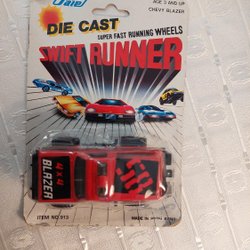 AGE 3 AND UP
CHEVY BLAZER
DIE CAST
SUPER FAST RUNNING WHEELS
SWIFT RUNNER
4x4
BLAZER
ITEM NO.913
MADE IN